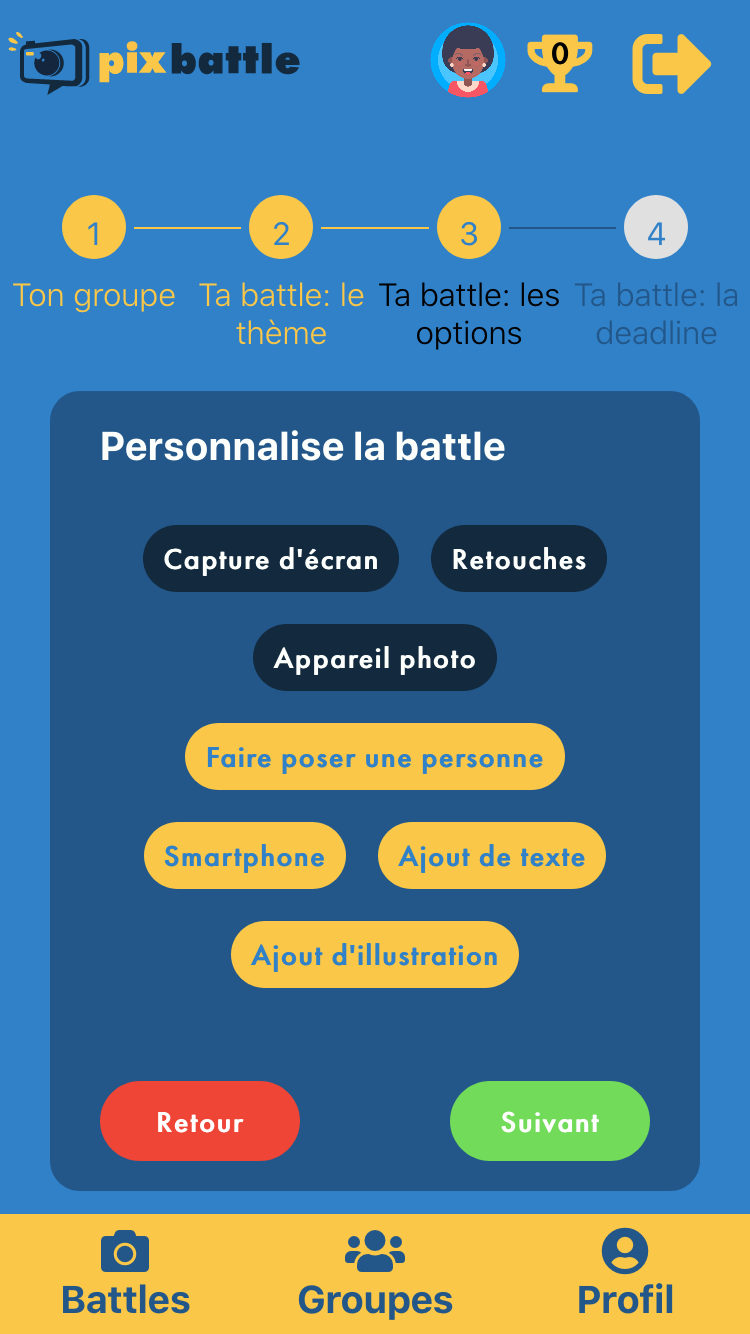 pixbattle
0
1 2 3 4
Ton groupe Ta battle: le Ta battle: les Ta battle: la
thème options deadline
Personnalise la battle
Capture d'écran Retouches
Appareil photo
Faire poser une personne
Smartphone Ajout de texte
Ajout d'illustration
Retour Suivant
Battles Groupes Profil